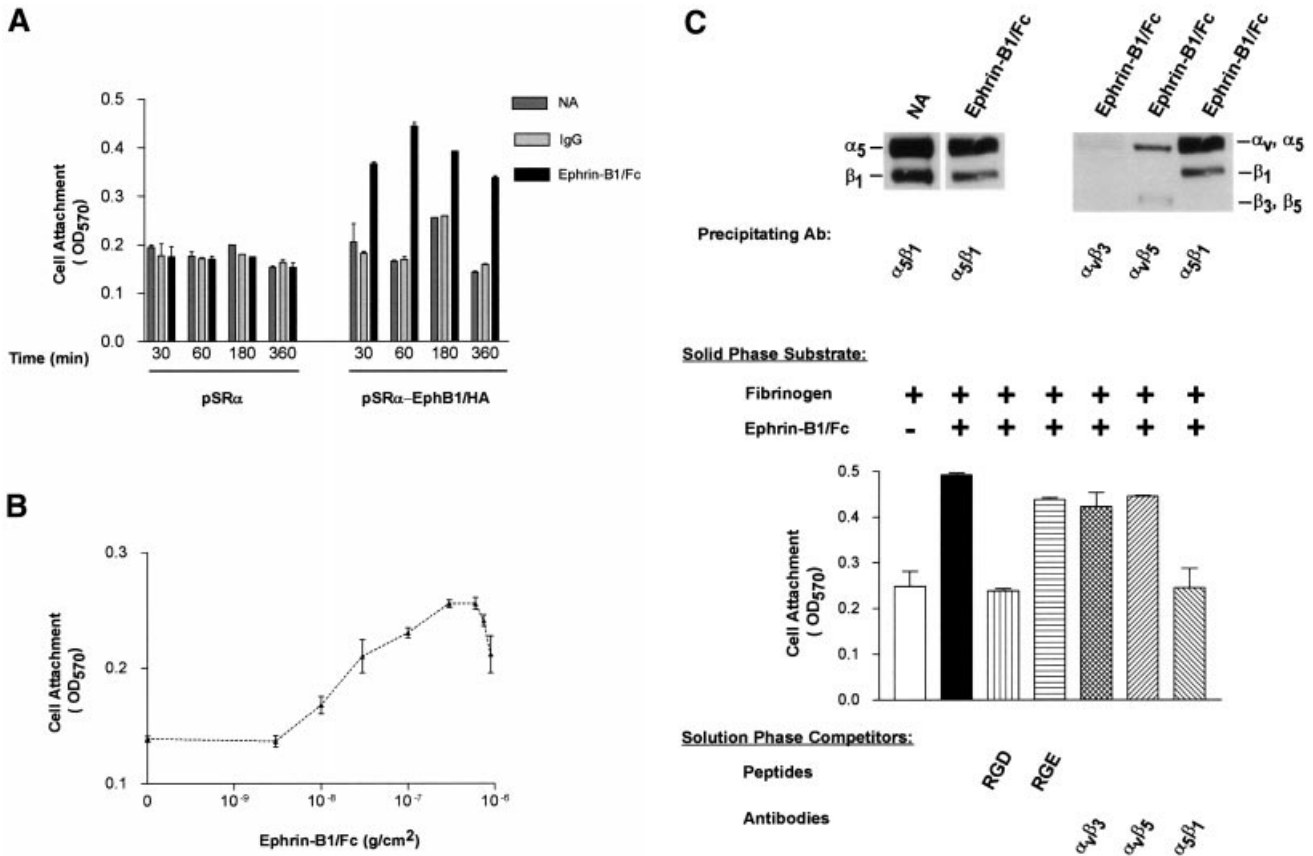 A
0.5
0.4
0.3
0.2
0.1
0.0
Cell Attachment
( OD570)
NA
IgG
Ephrin-B1/Fc
Time (min)
30 60 180 360 30 60 180 360
pSRα pSRα–EphB1/HA
B
0.3
0.2
0.1
Cell Attachment
( OD570)
0 10-9 10-8 10-7 10-6
Ephrin-B1/Fc (g/cm2)
C
NA Ephrin-B1/Fc Ephrin-B1/Fc Ephrin-B1/Fc Ephrin-B1/Fc
α5 –
β1 –
–αv, α5
–β1
–β3, β5
Precipitating Ab:
α5β1 α5β1 αvβ3 αvβ5 α5β1
Solid Phase Substrate:
Fibrinogen + + + + + + +
Ephrin-B1/Fc - + + + + + +
0.5
0.4
0.3
0.2
0.1
0.0
Cell Attachment
( OD570)
Solution Phase Competitors:
Peptides RGD RGE
Antibodies αvβ3 αvβ5 α5β1